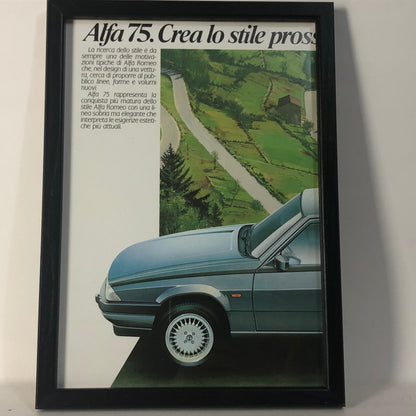 Alfa 75. Crea lo stile pross
La ricerca dello stile è da
sempre una delle motiva-
zioni tipiche di Alfa Romeo
che, nel design di una vettu-
ra, cerca di proporre al pub-
blico linee, forme e volumi
nuovi.
Alfa 75 rappresenta la
conquista più matura dello
stile Alfa Romeo con una li-
nea sobria ma elegante che
interpreta le esigenze esteti-
che più attuali.